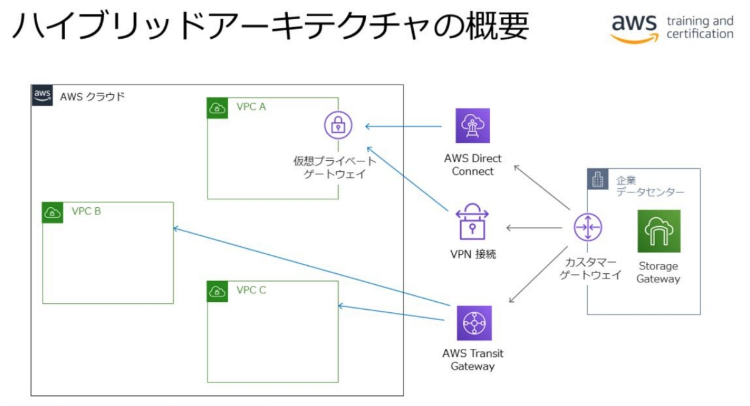 ハイブリッドアーキテクチャの概要
aws
training and
certification
aws
AWS クラウド
VPC A
仮想プライベート
ゲートウェイ
AWS Direct
Connect
企業
データセンター
VPC B
VPN 接続
カスタマー
ゲートウェイ
Storage
Gateway
VPC C
AWS Transit
Gateway